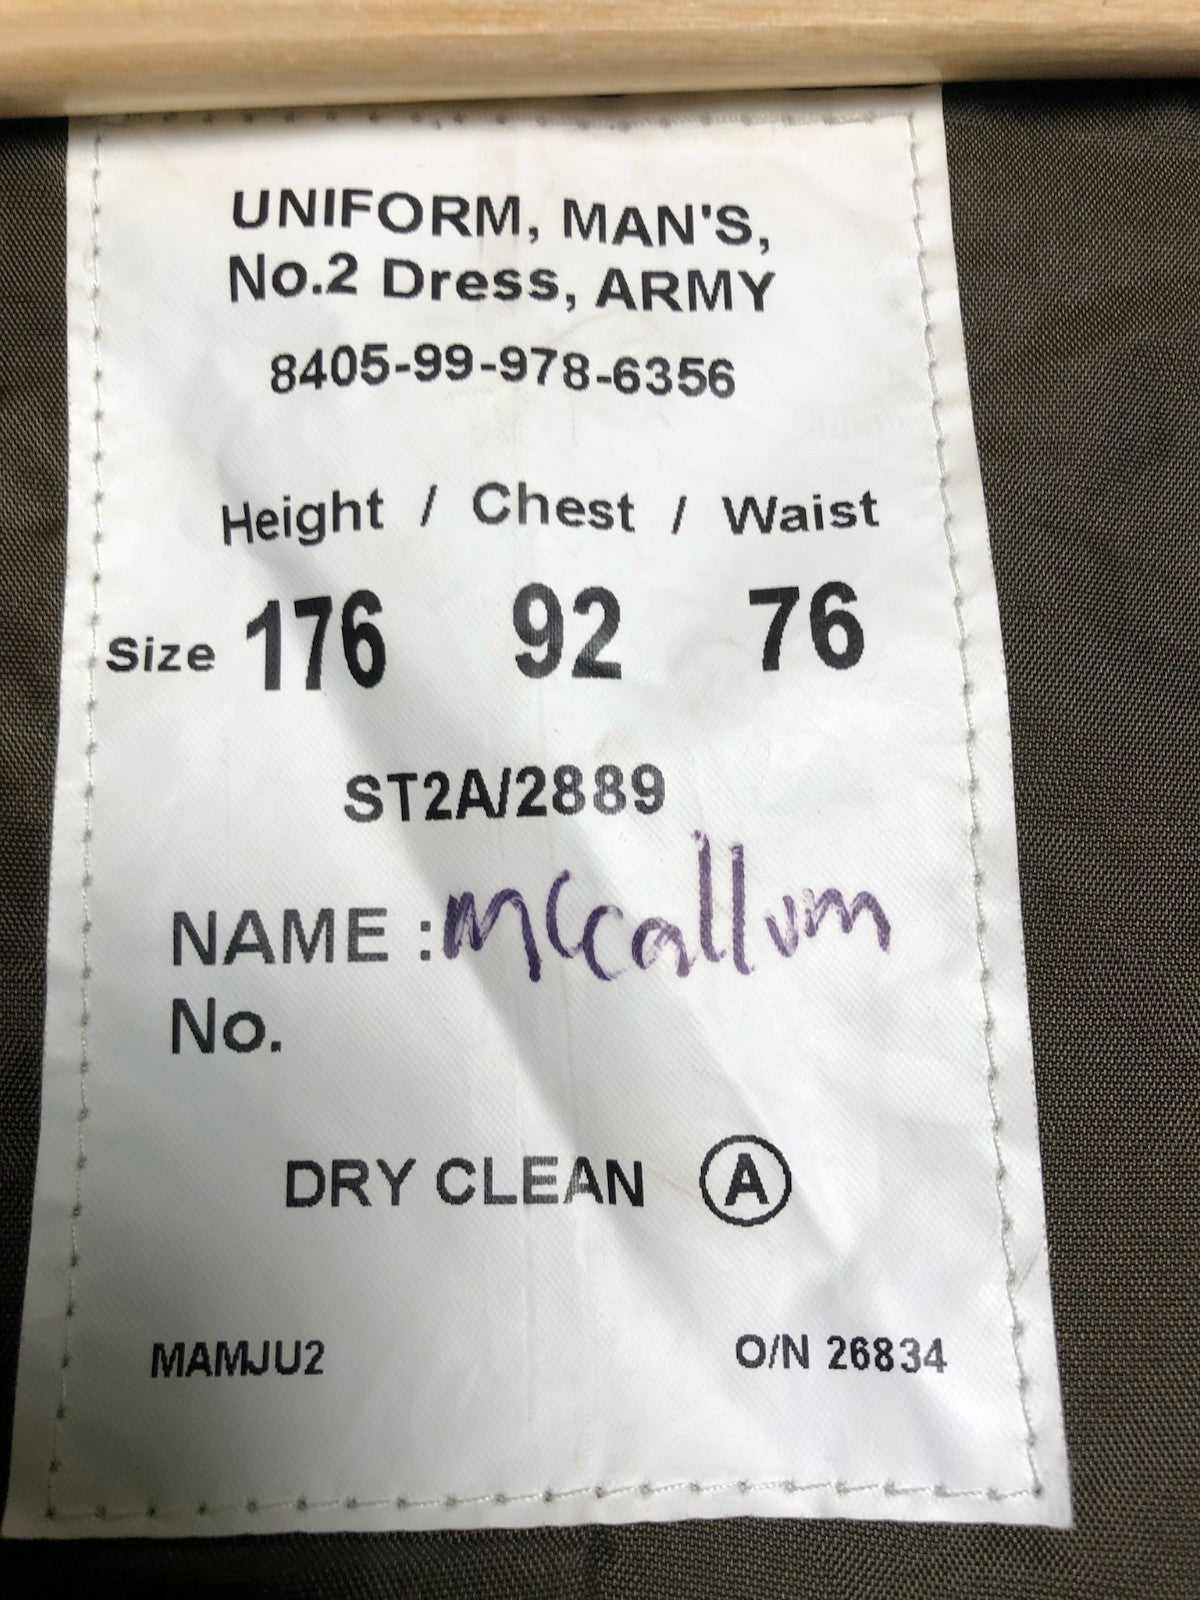 UNIFORM, MAN'S,
No.2 Dress, ARMY
8405-99-978-6356
Height / Chest / Waist
Size 176 92 76
ST2A/2889
NAME : McCallum
No.
DRY CLEAN A
MAMJU2 O/N 26834